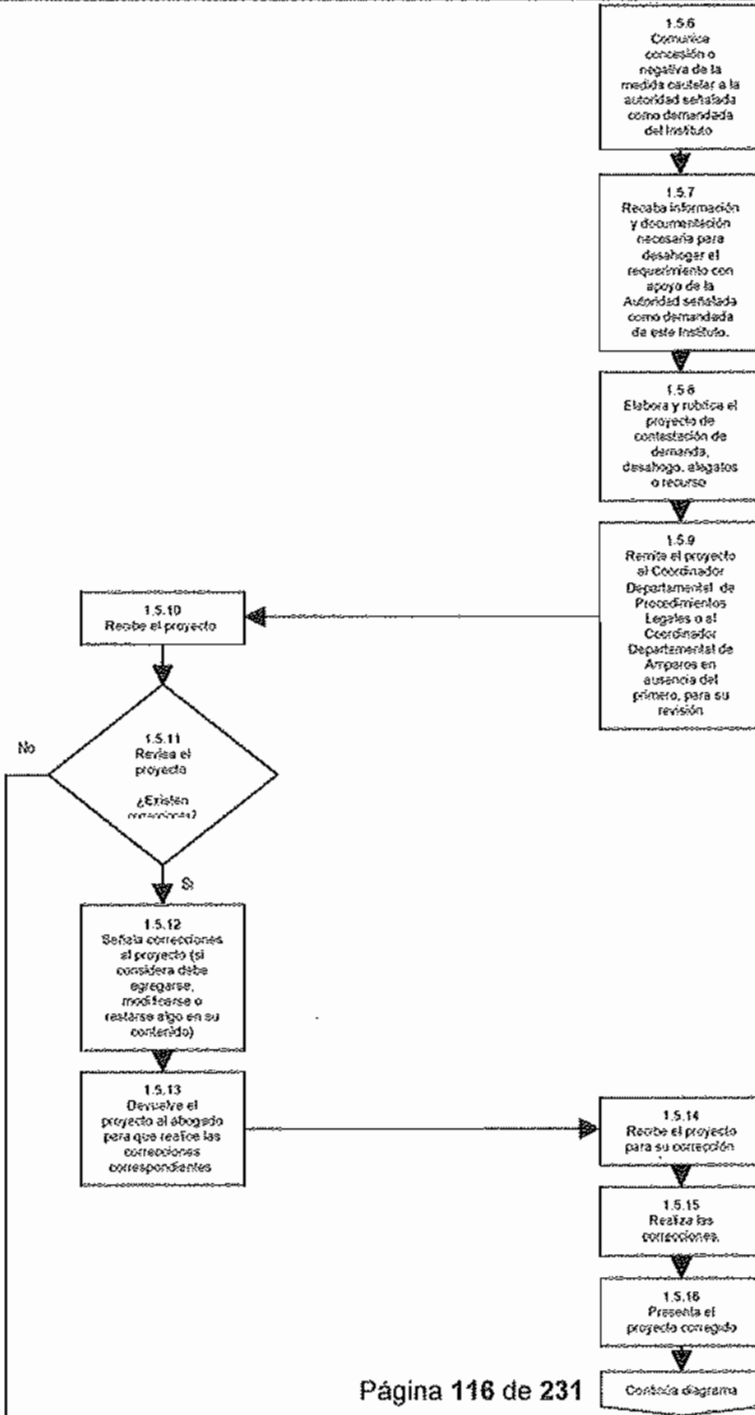 1.5.6
Comunica
concesión o
negativa de la
medida cautelar a la
autoridad señalada
como demandada
del Instituto
1.5.7
Recaba información
y documentación
necesaria para
desahogar el
requerimiento con
apoyo de la
Autoridad señalada
como demandada
de este Instituto.
1.5.8
Elabora y rubrica el
proyecto de
contestación de
demanda,
desahogo, alegatos
o recurso
1.5.9
Remite el proyecto
al Coordinador
Departamental de
Procedimientos
Legales o al
Coordinador
Departamental de
Amparos en
ausencia del
primero, para su
revisión
1.5.10
Recibe el proyecto
1.5.11
Revisa el
proyecto
¿Existen
correcciones?
No
Si
1.5.12
Señala correcciones
al proyecto (si
considera debe
agregarse,
modificarse o
restarse algo en su
contenido)
1.5.13
Devuelve el
proyecto al abogado
para que realice las
correcciones
correspondientes
1.5.14
Recibe el proyecto
para su corrección
1.5.15
Realiza las
correcciones.
1.5.16
Presenta el
proyecto corregido
Continúa diagrama
Página 116 de 231